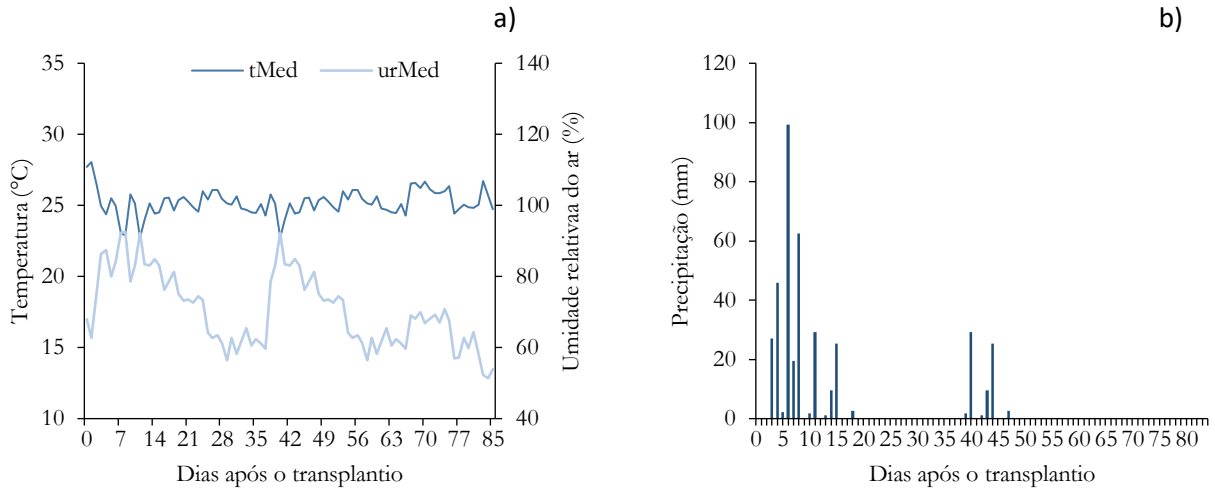 a)
tMed
urMed
35
30
25
20
15
10
Temperatura (°C)
140
120
100
80
60
40
Umidade relativaa do ar (%)
0 7 14 21 28 35 42 49 56 63 70 77 85
Dias após o transplantio
b)
120
100
80
60
40
20
0
Precipitação (mm)
0 5 10 15 20 25 30 35 40 45 50 55 60 65 70 75 80
Dias após o transplantio